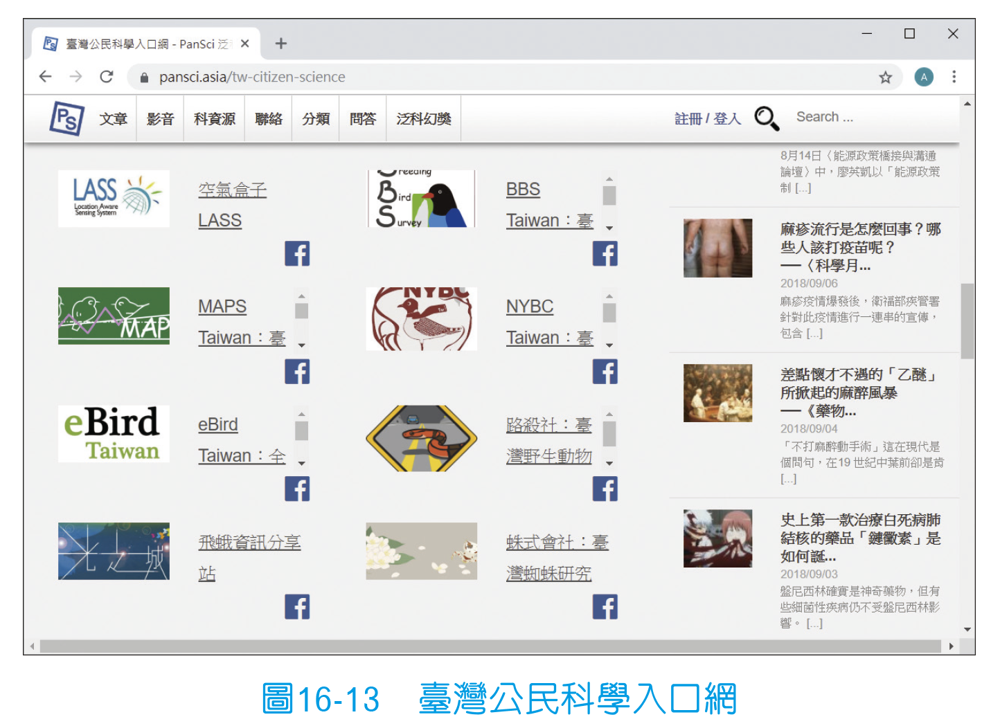 臺灣公民科學入口網 - PanSci 泛
pansci.asia/tw-citizen-science
A
PS
文章
影音
科資源
聯絡
分類
問答
泛科幻獎
註冊 / 登入
Search ...
LASS
Location Aware
Sensing System
空氣盒子
LASS
Breeding
Bird
Survey
BBS
Taiwan：臺
MAP
MAPS
Taiwan：臺
NYBC
NYBC
Taiwan：臺
eBird
Taiwan
eBird
Taiwan：全
路殺社：臺
灣野生動物
光之城
飛蛾資訊分享
站
蛛式會社：臺
灣蜘蛛研究
8月14日〈能源政策橋接與溝通
論壇〉中，廖英凱以「能源政策
制 [...]
麻疹流行是怎麼回事？哪
些人該打疫苗呢？
──〈科學月...
2018/09/06
麻疹疫情爆發後，衛福部疾管署
針對此疫情進行一連串的宣傳，
包含 [...]
差點懷才不遇的「乙醚」
所掀起的麻醉風暴
──《藥物...
2018/09/04
「不打麻醉動手術」這在現代是
個問句，在19 世紀中葉前卻是肯
[...]
史上第一款治療白死病肺
結核的藥品「鏈黴素」是
如何誕...
2018/09/03
盤尼西林確實是神奇藥物，但有
些細菌性疾病仍不受盤尼西林影
響。 [...]
圖16-13　臺灣公民科學入口網